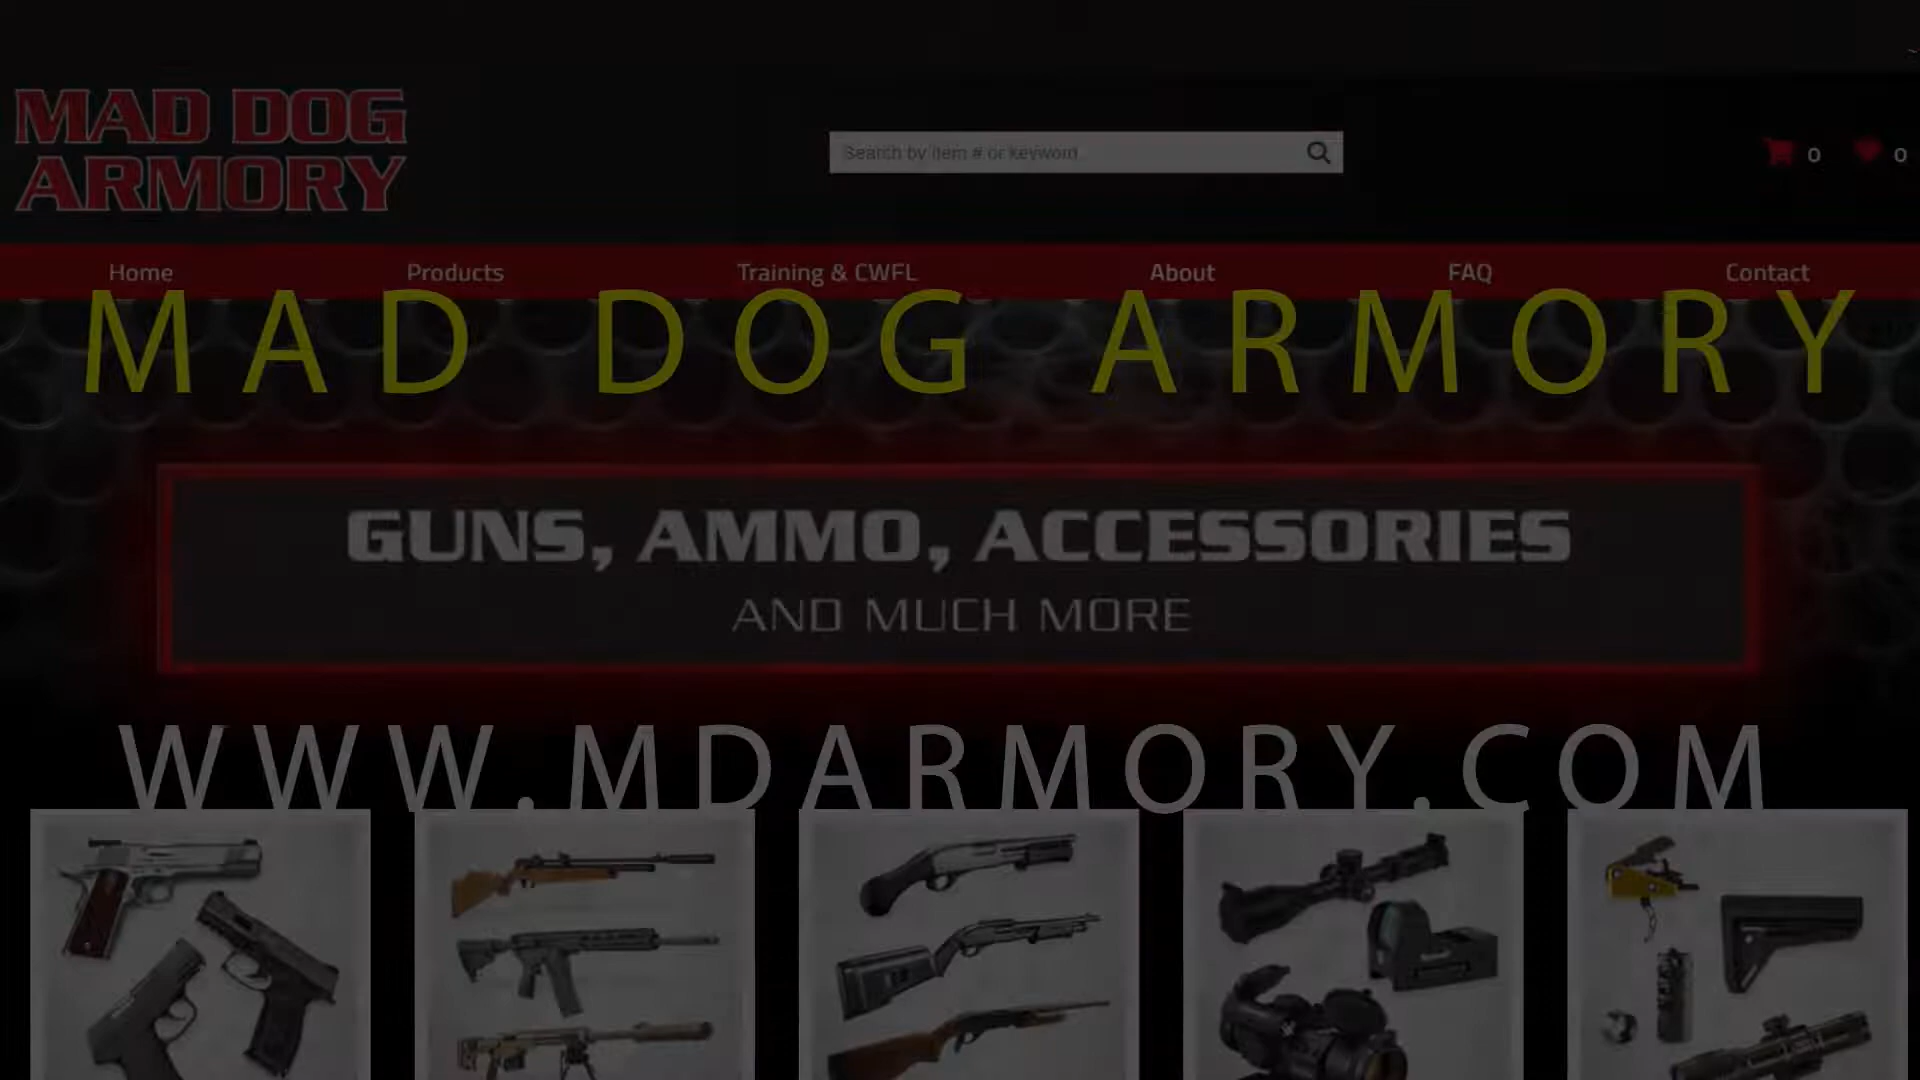 MAD DOG
ARMORY
Search by item # or keyword
0 0
Home Products Training & CWFL About FAQ Contact
MAD DOG ARMORY
GUNS, AMMO, ACCESSORIES
AND MUCH MORE
WWW.MDARMORY.COM